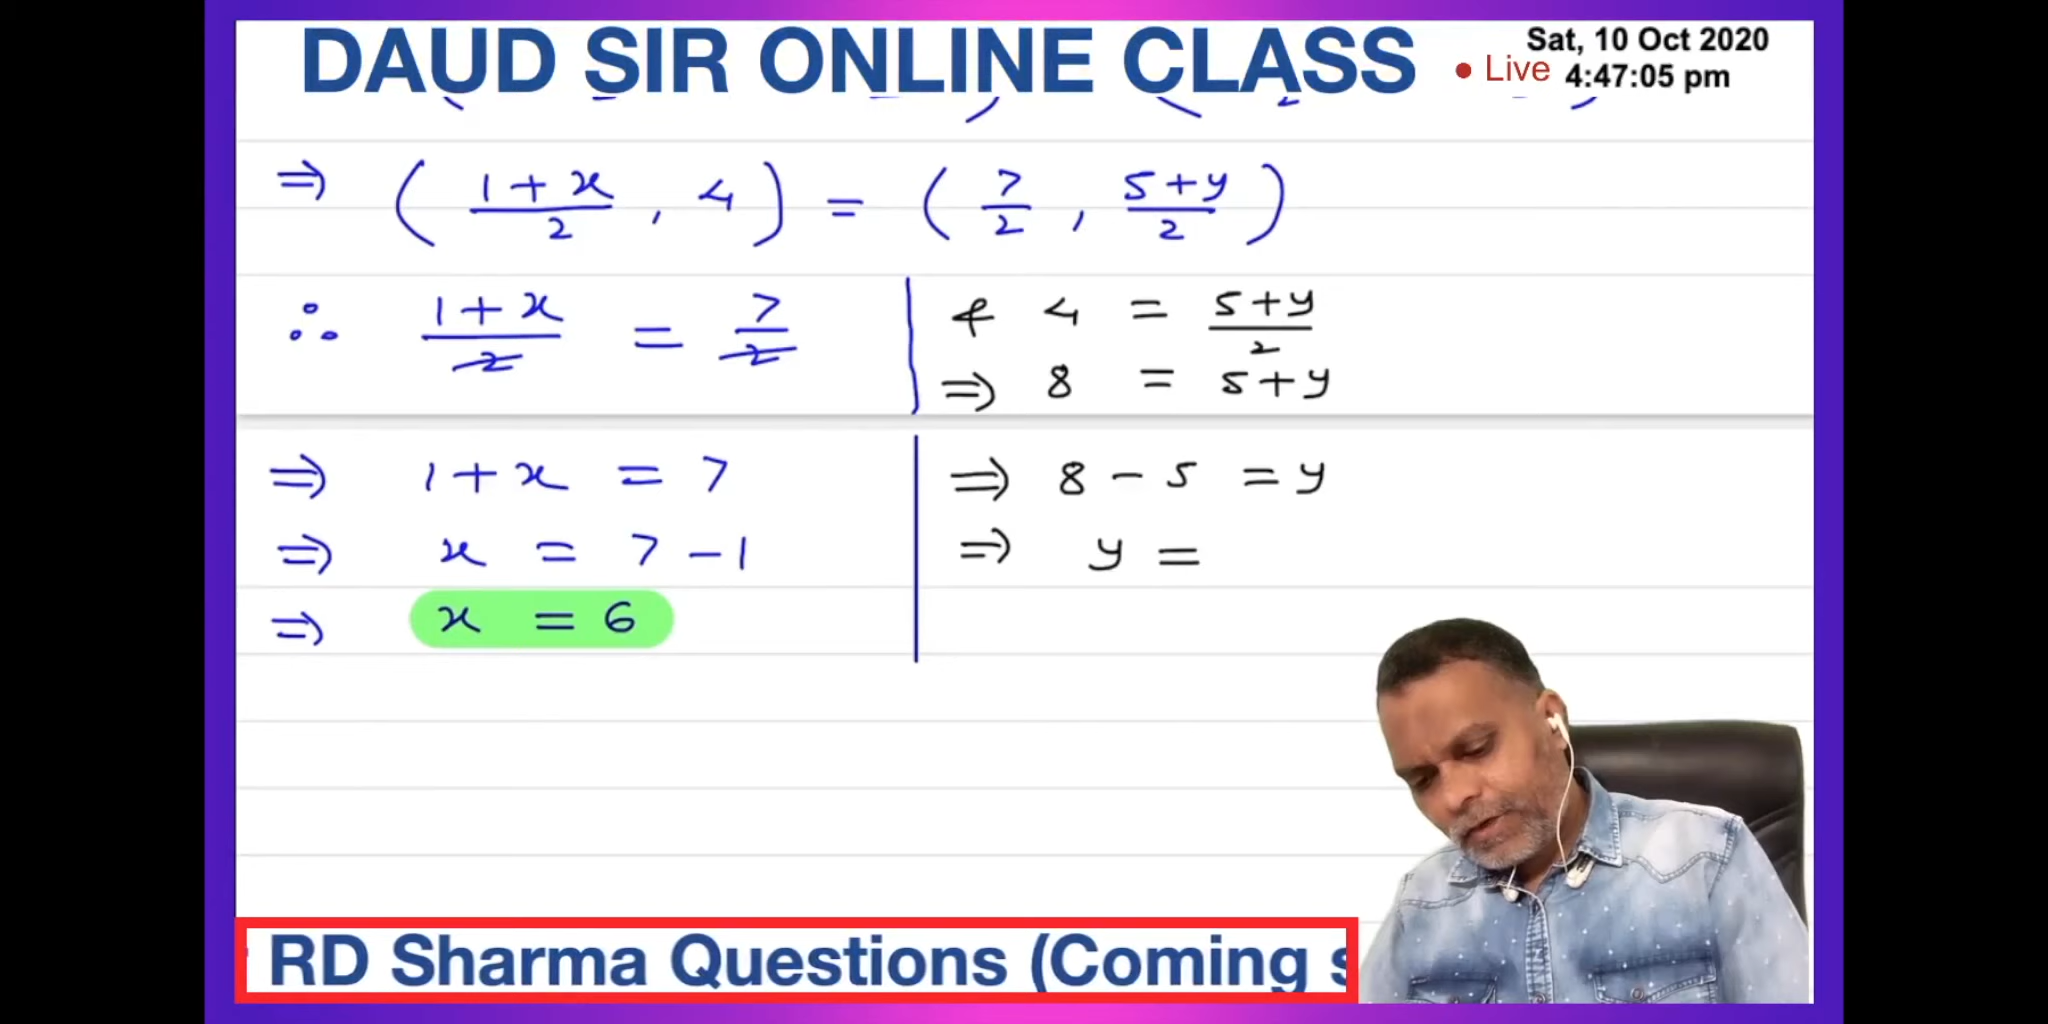 DAUD SIR ONLINE CLASS
• Live
Sat, 10 Oct 2020
4:47:05 pm
⇒ ( (1+x)/2 , 4 ) = ( 7/2 , (5+y)/2 )
∴ (1+x)/2 = 7/2
⇒ 1+x = 7
⇒ x = 7-1
⇒ x = 6
& 4 = (5+y)/2
⇒ 8 = 5+y
⇒ 8-5 = y
⇒ y =
RD Sharma Questions (Coming